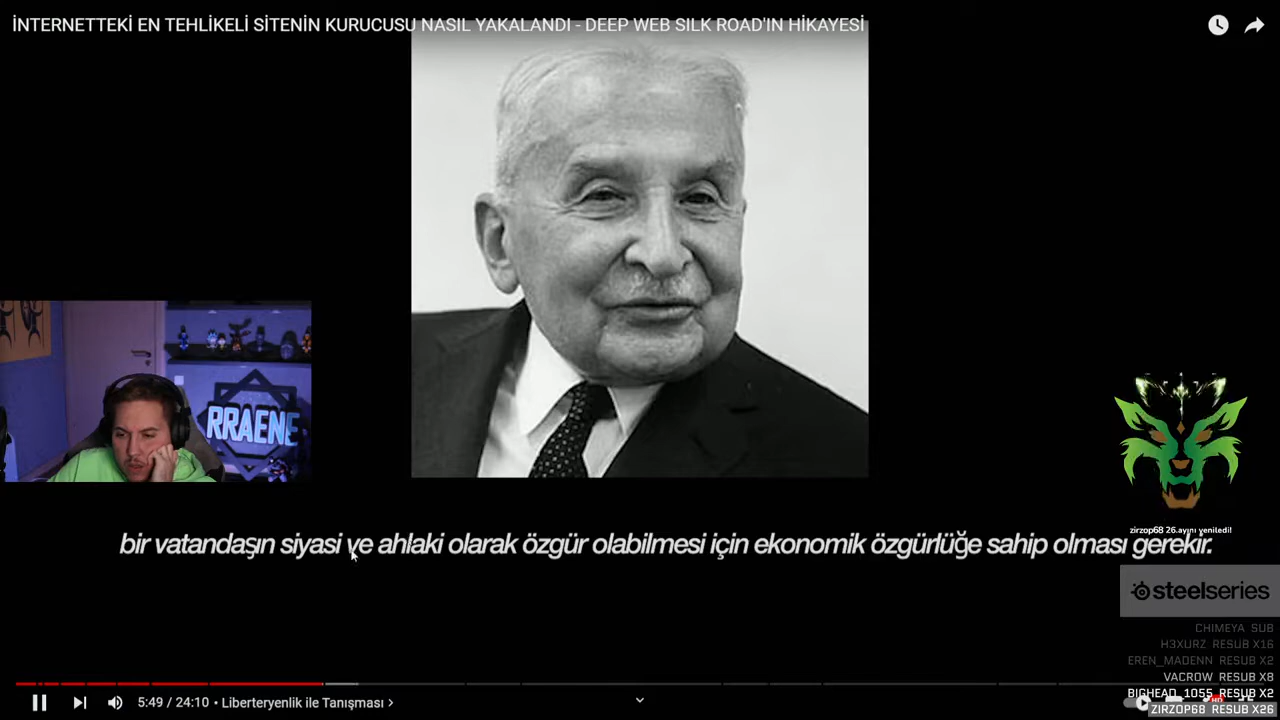 İNTERNETTEKİ EN TEHLİKELİ SİTENİN KURUCUSU NASIL YAKALANDI - DEEP WEB SILK ROAD'IN HİKAYESİ
RRAENE
zirzop68 26.ayını yeniledi!
bir vatandaşın siyasi ve ahlaki olarak özgür olabilmesi için ekonomik özgürlüğe sahip olması gerekir.
steelseries
CHIMEYA SUB
H3XURZ RESUB X16
EREN_MADENN RESUB X2
VACROW RESUB X8
BIGHEAD_1055 RESUB X2
ZIRZOP68 RESUB X26
5:49 / 24:10 • Liberteryenlik ile Tanışması >
HD